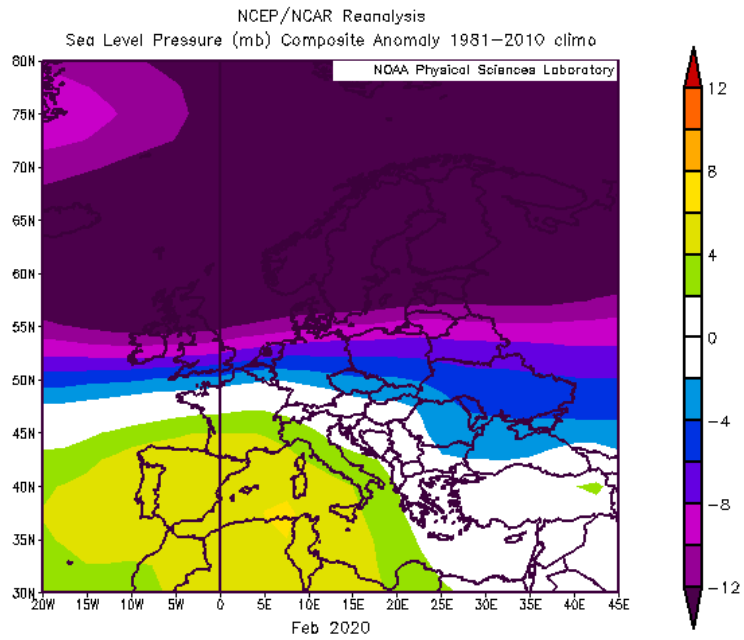 NCEP/NCAR Reanalysis
Sea Level Pressure (mb) Composite Anomaly 1981-2010 climo
NOAA Physical Sciences Laboratory
80N
75N
70N
65N
60N
55N
50N
45N
40N
35N
30N
20W 15W 10W 5W 0 5E 10E 15E 20E 25E 30E 35E 40E 45E
Feb 2020
12
8
4
0
-4
-8
-12